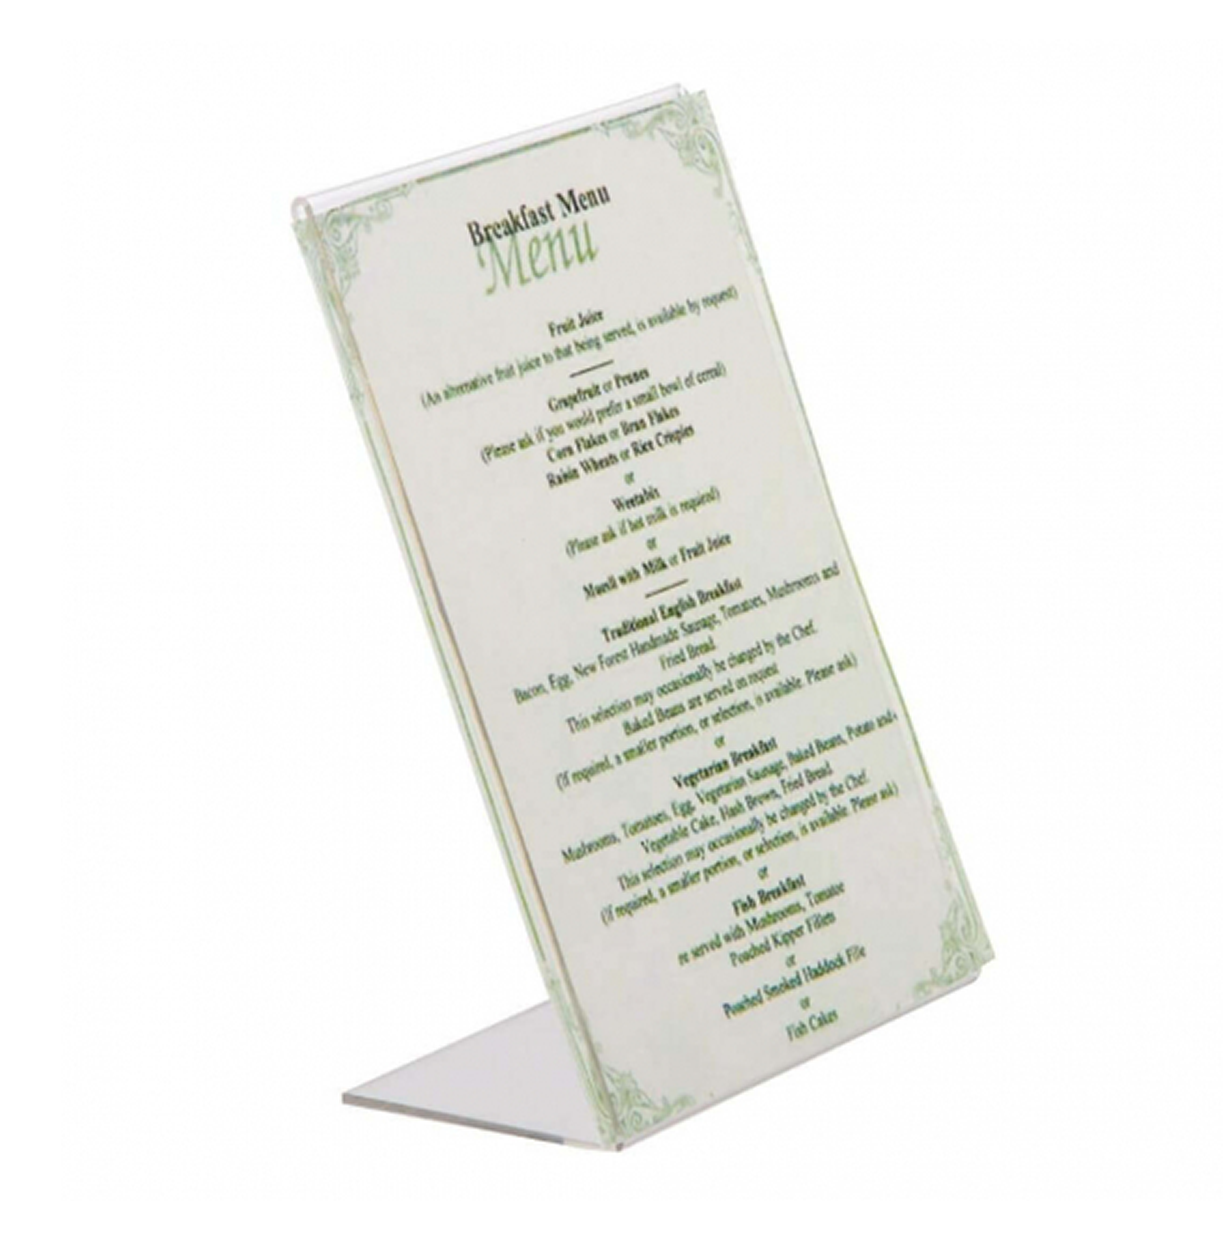 Breakfast Menu
Menu
Fruit Juice
(An alternative fruit juice to that being served, is available by request)
Grapefruit or Prunes
(Please ask if you would prefer a small bowl of cereal)
Corn Flakes or Bran Flakes
Raisin Wheats or Rice Crispies
or
Weetabix
(Please ask if hot milk is required)
or
Muesli with Milk or Fruit Juice
Traditional English Breakfast
Bacon, Egg, New Forest Handmade Sausage, Tomatoes, Mushrooms and
Fried Bread.
This selection may occasionally be changed by the Chef.
Baked Beans are served on request
(If required, a smaller portion, or selection, is available. Please ask)
or
Vegetarian Breakfast
Mushrooms, Tomatoes, Egg, Vegetarian Sausage, Baked Beans, Potato and
Vegetable Cake, Hash Brown, Fried Bread.
This selection may occasionally be changed by the Chef.
(If required, a smaller portion, or selection, is available. Please ask)
or
Fish Breakfast
re served with Mushrooms, Tomatoe
Poached Kipper Fillets
or
Poached Smoked Haddock Fille
or
Fish Cakes